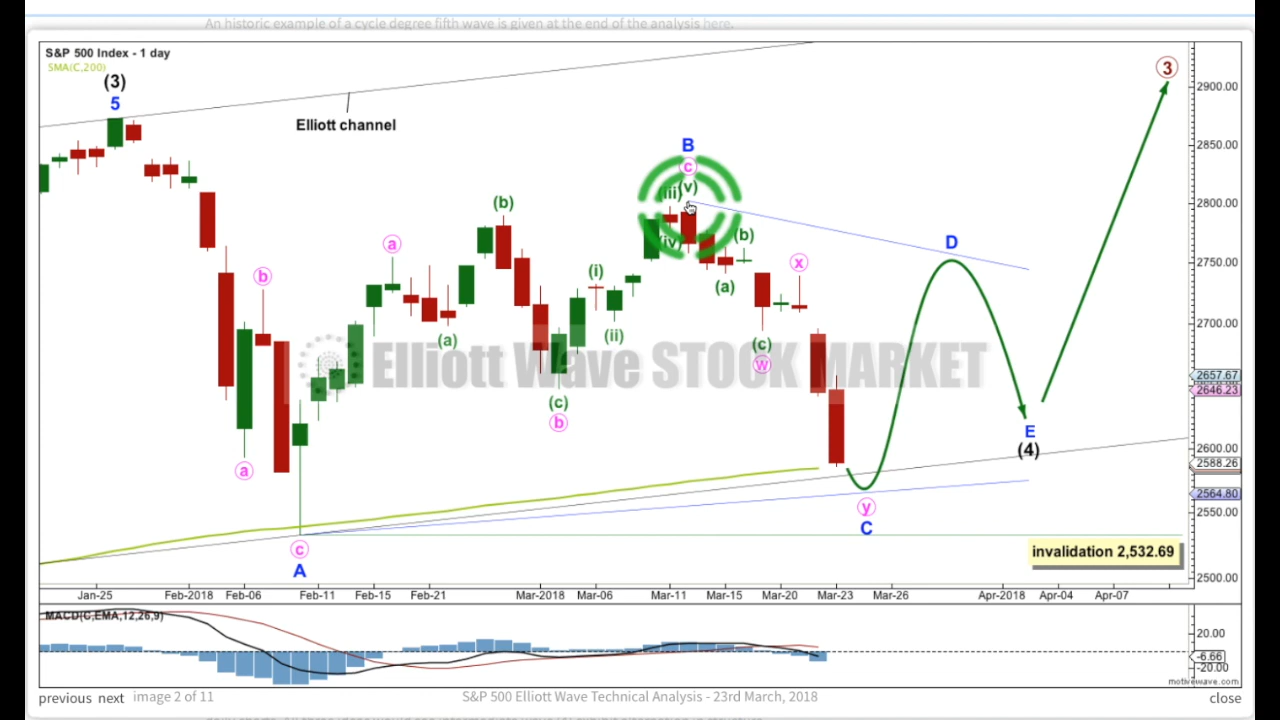 An historic example of a cycle degree fifth wave is given at the end of the analysis here.
S&P 500 Index - 1 day
SMA(C,200)
(3)
5
Elliott channel
3
2900.00
2850.00
2800.00
2750.00
2700.00
2657.67
2646.23
2600.00
2588.26
2564.80
2550.00
2500.00
B
c
(v)
(iii)
(iv)
(b)
(b)
a
b
x
D
(i)
(a)
(ii)
(a)
(c)
w
(c)
b
a
Elliott Wave STOCK MARKET
E
(4)
y
C
c
A
invalidation 2,532.69
Jan-25 Feb-2018 Feb-06 Feb-11 Feb-15 Feb-21 Mar-2018 Mar-06 Mar-11 Mar-15 Mar-20 Mar-23 Mar-26 Apr-2018 Apr-04 Apr-07
MACD(C,EMA,12,26,9)
20.00
-6.66
-20.00
motivewave.com
previous next image 2 of 11 S&P 500 Elliott Wave Technical Analysis - 23rd March, 2018 close